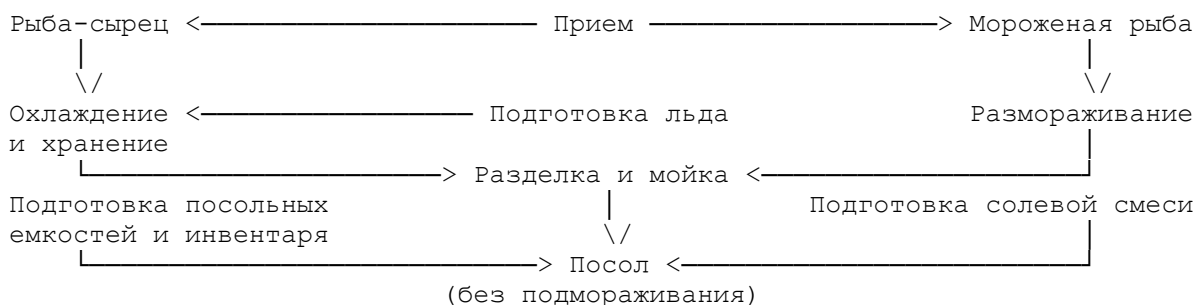 Рыба-сырец <─────────────────── Прием ────────────────> Мороженая рыба
│ │
\/ \/
Охлаждение <─────────────── Подготовка льда Размораживание
и хранение │
└────────────────────> Разделка и мойка <──────────────────┘
Подготовка посольных │ Подготовка солевой смеси
емкостей и инвентаря \/ │
└──────────────────────────> Посол <───────────────────────┘
(без подмораживания)